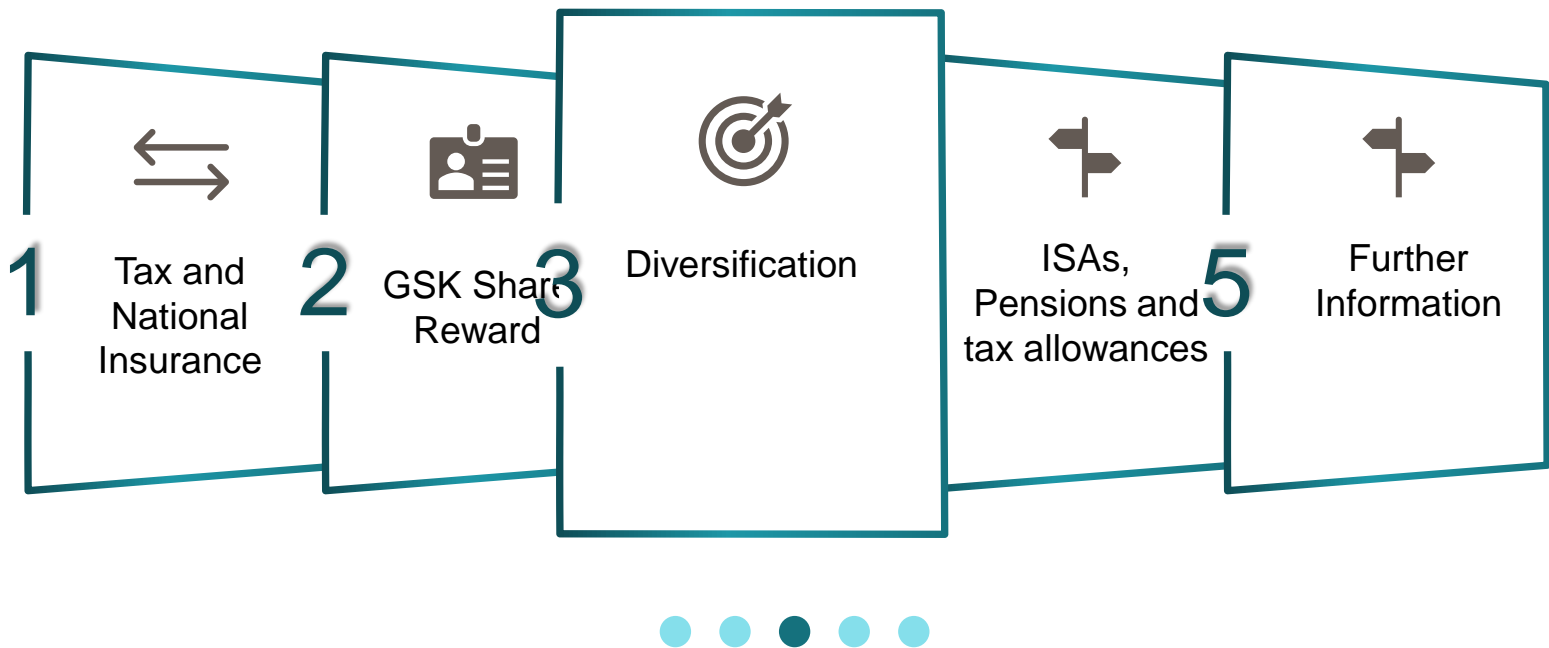 1
Tax and
National
Insurance
2
GSK Share
Reward
3
Diversification
ISAs,
Pensions and
tax allowances
5
Further
Information